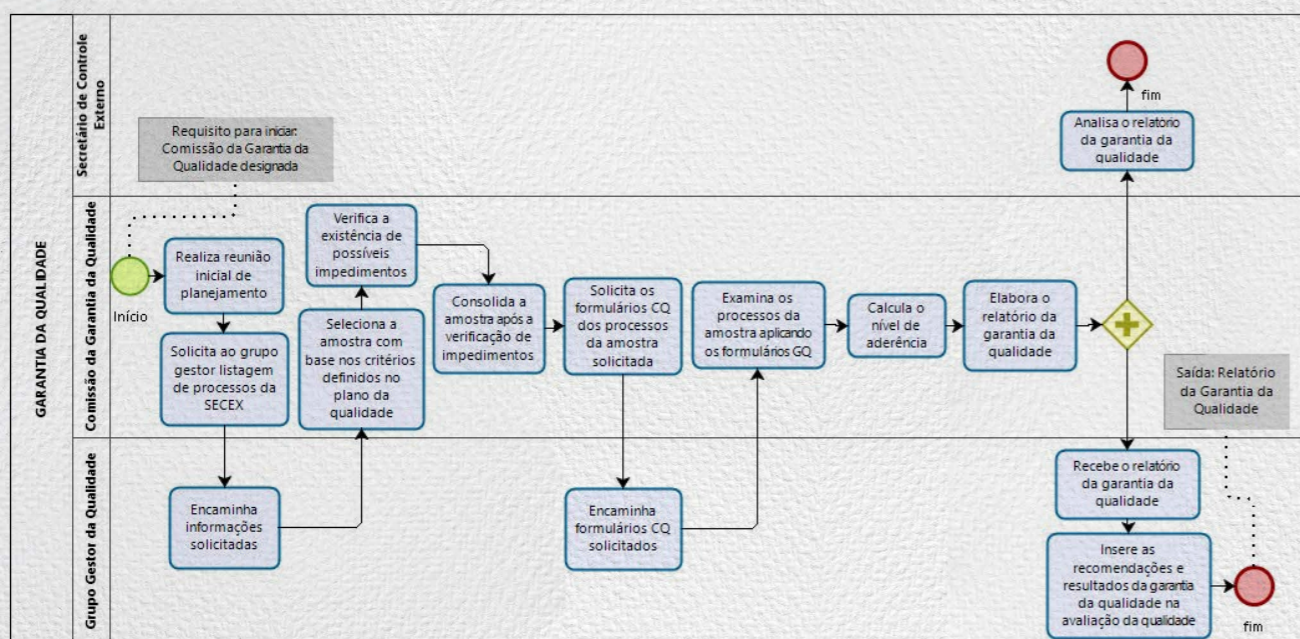 GARANTIA DA QUALIDADE
Secretário de Controle
Externo
Analisa o relatório
da garantia da
qualidade
fim
Comissão da Garantia da Qualidade
Requisito para iniciar:
Comissão da Garantia da
Qualidade designada
Início
Realiza reunião
inicial de
planejamento
Solicita ao grupo
gestor listagem de
processos da
SECEX
Verifica a
existência de
possíveis
impedimentos
Seleciona a
amostra com
base nos critérios
definidos no
plano da
qualidade
Consolida a
amostra após a
verificação de
impedimentos
Solicita os
formulários CQ
dos processos
da amostra
solicitada
Examina os
processos da
amostra aplicando
os formulários GQ
Calcula o
nível de
aderência
Elabora o
relatório da
garantia da
qualidade
Saída: Relatório
da Garantia da
Qualidade
Grupo Gestor da Qualidade
Encaminha
informações
solicitadas
Encaminha
formulários CQ
solicitados
Recebe o relatório
da garantia da
qualidade
Insere as
recomendações e
resultados da garantia
da qualidade na
avaliação da qualidade
fim